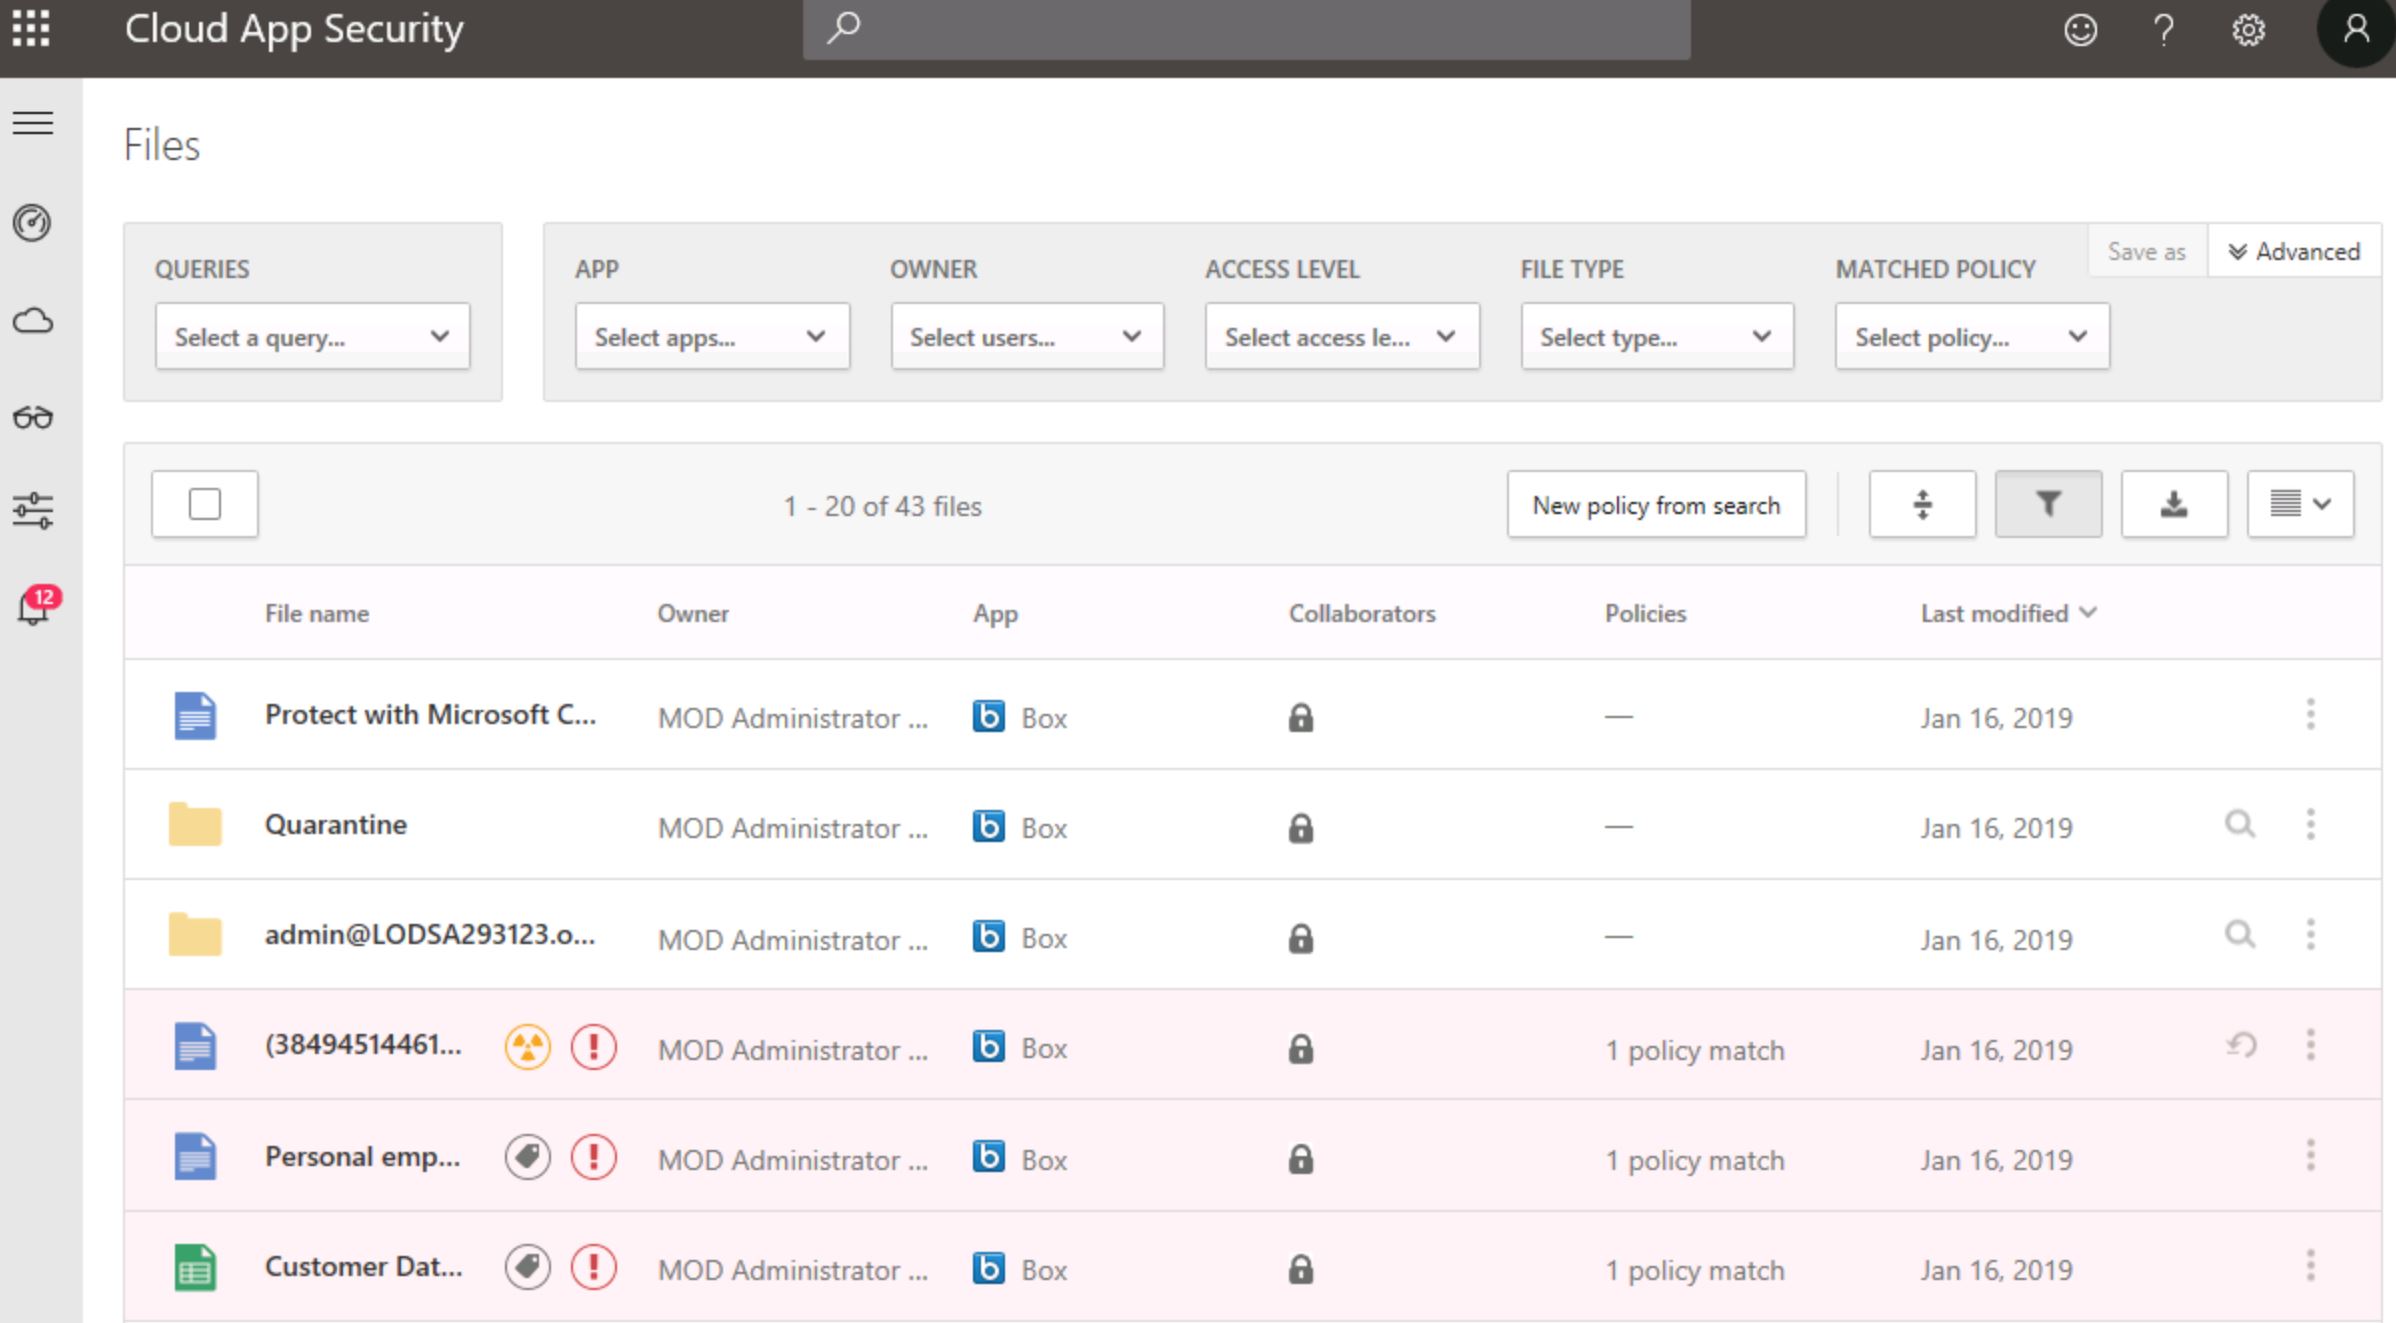 Cloud App Security
Files
Save as Advanced
QUERIES APP OWNER ACCESS LEVEL FILE TYPE MATCHED POLICY
Select a query... Select apps... Select users... Select access le... Select type... Select policy...
1 - 20 of 43 files New policy from search
12
File name Owner App Collaborators Policies Last modified
Protect with Microsoft C... MOD Administrator ... Box — Jan 16, 2019
Quarantine MOD Administrator ... Box — Jan 16, 2019
admin@LODSA293123.o... MOD Administrator ... Box — Jan 16, 2019
(38494514461... MOD Administrator ... Box 1 policy match Jan 16, 2019
Personal emp... MOD Administrator ... Box 1 policy match Jan 16, 2019
Customer Dat... MOD Administrator ... Box 1 policy match Jan 16, 2019